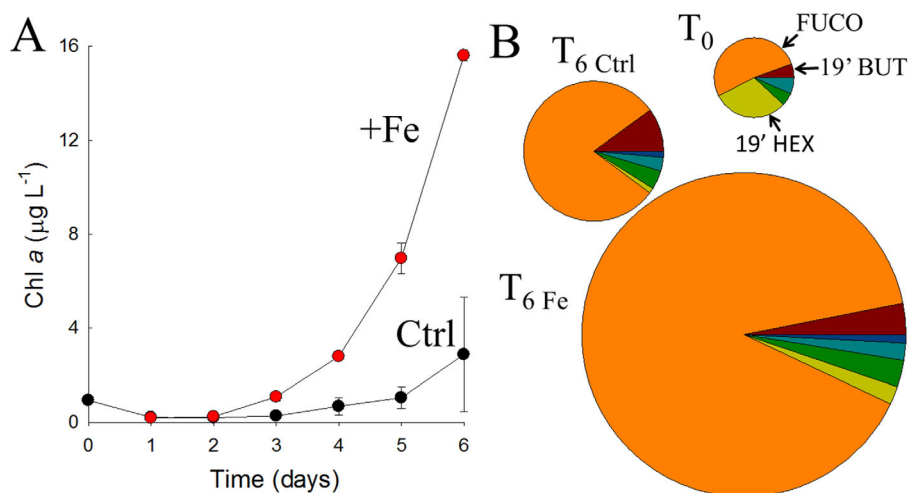 A
Chl a (μg L-1)
16
12
8
4
0
+Fe
Ctrl
0 1 2 3 4 5 6
Time (days)
B
T6 Ctrl
T0
FUCO
19' BUT
19' HEX
T6 Fe